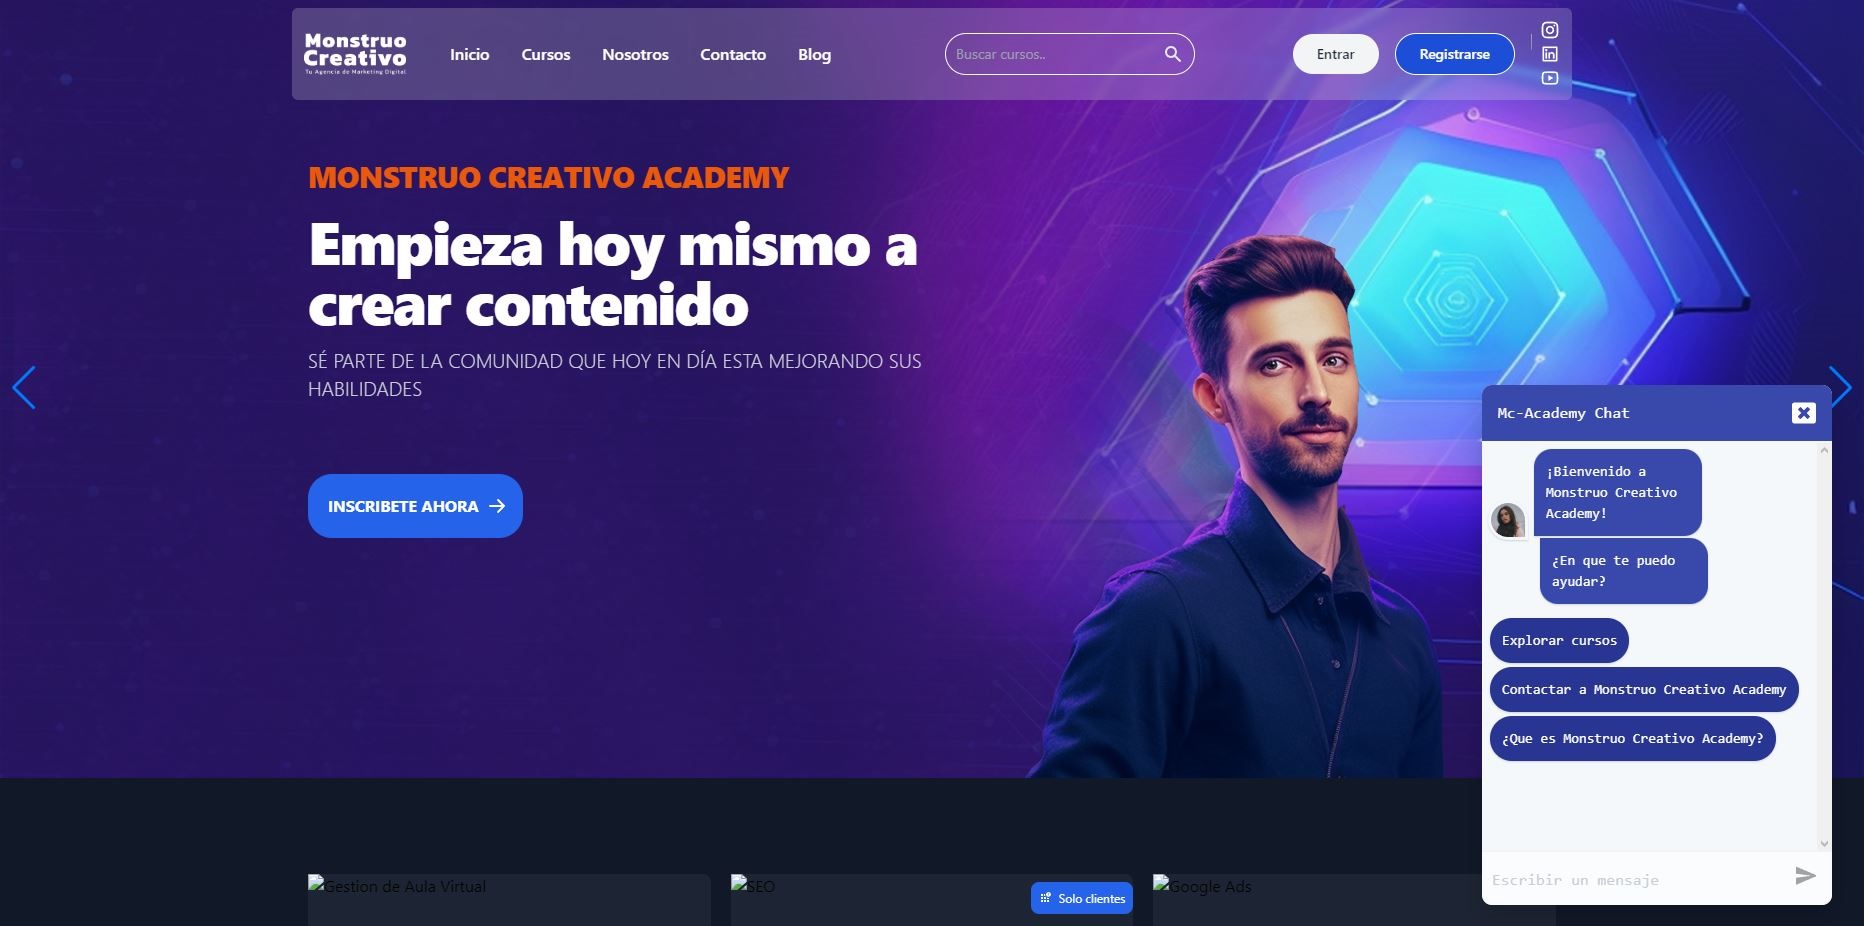 Monstruo
Creativo
Tu Agencia de Marketing Digital
Inicio
Cursos
Nosotros
Contacto
Blog
Buscar cursos..
Entrar
Registrarse
MONSTRUO CREATIVO ACADEMY
Empieza hoy mismo a
crear contenido
SÉ PARTE DE LA COMUNIDAD QUE HOY EN DÍA ESTA MEJORANDO SUS
HABILIDADES
INSCRIBETE AHORA
Mc-Academy Chat
¡Bienvenido a
Monstruo Creativo
Academy!
¿En que te puedo
ayudar?
Explorar cursos
Contactar a Monstruo Creativo Academy
¿Que es Monstruo Creativo Academy?
Escribir un mensaje
Gestion de Aula Virtual
SEO
Solo clientes
Google Ads